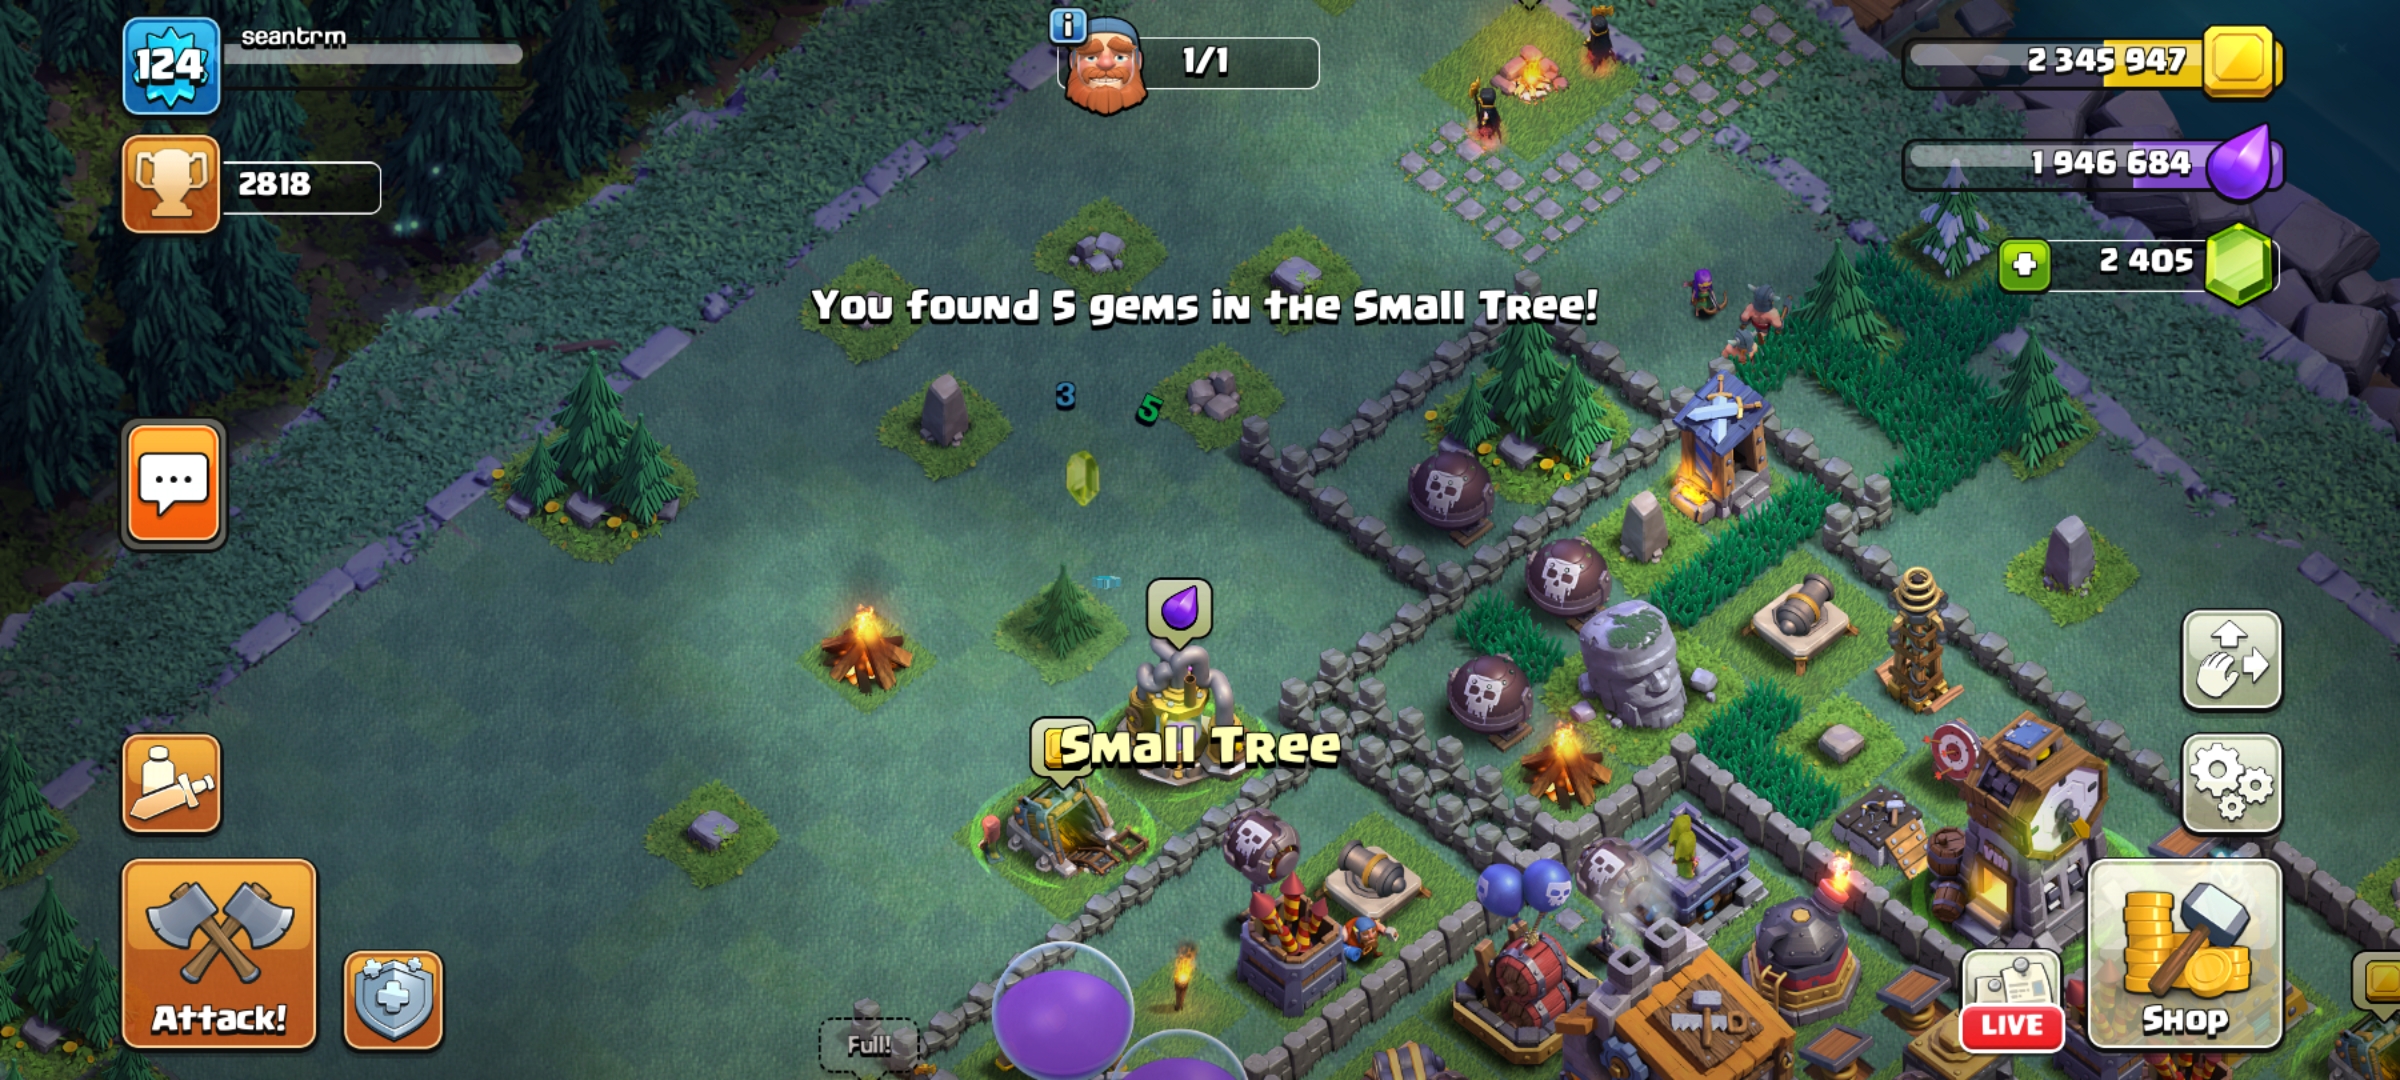 124
seantrm
i
1/1
2 345 947
2818
1 946 684
2 405
You found 5 gems in the Small Tree!
3
5
Small Tree
Attack!
Full!
LIVE
Shop